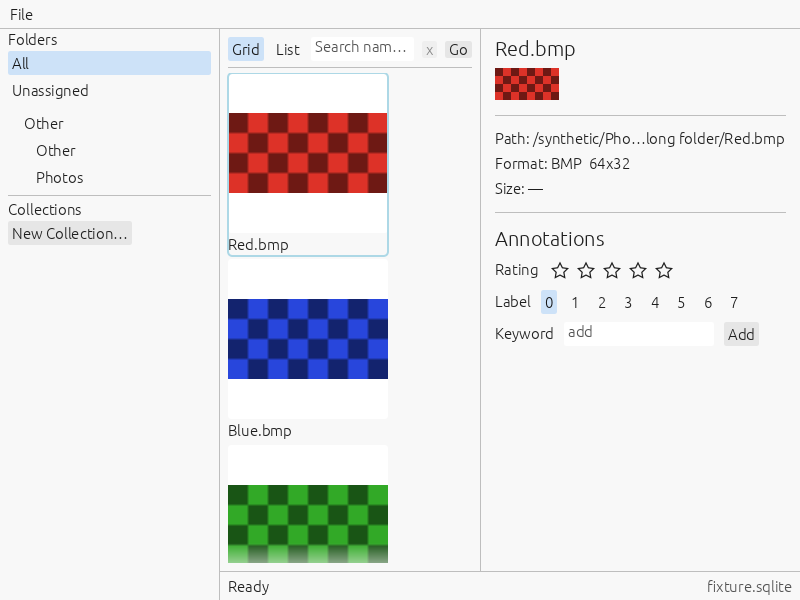 File
Folders
All
Unassigned
Other
Other
Photos
Collections
New Collection...
Grid List Search nam... x Go
Red.bmp
Blue.bmp
Red.bmp
Path: /synthetic/Pho...long folder/Red.bmp
Format: BMP 64x32
Size: —
Annotations
Rating
Label 0 1 2 3 4 5 6 7
Keyword add Add
Ready fixture.sqlite